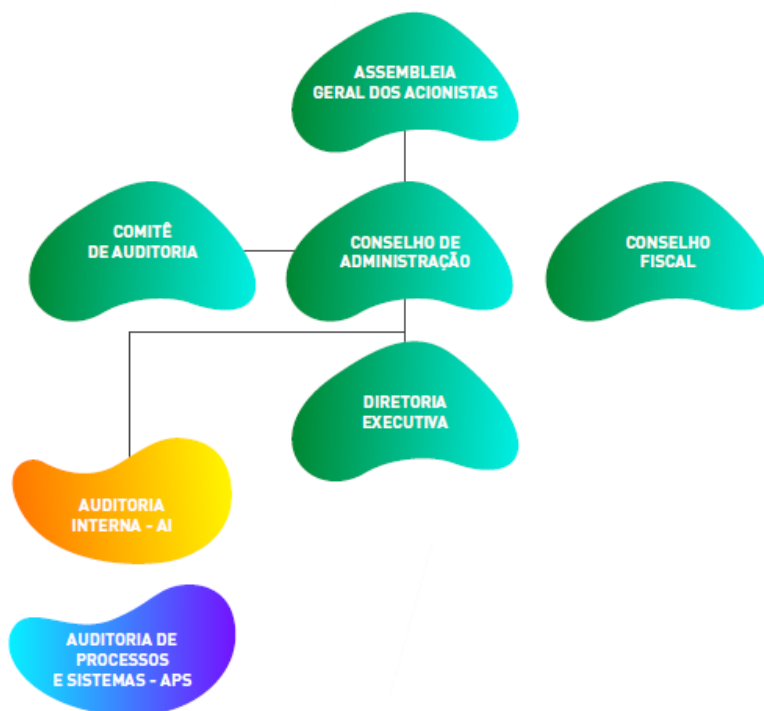 ASSEMBLEIA
GERAL DOS ACIONISTAS
COMITÊ
DE AUDITORIA
CONSELHO DE
ADMINISTRAÇÃO
CONSELHO
FISCAL
DIRETORIA
EXECUTIVA
AUDITORIA
INTERNA - AI
AUDITORIA DE
PROCESSOS
E SISTEMAS - APS